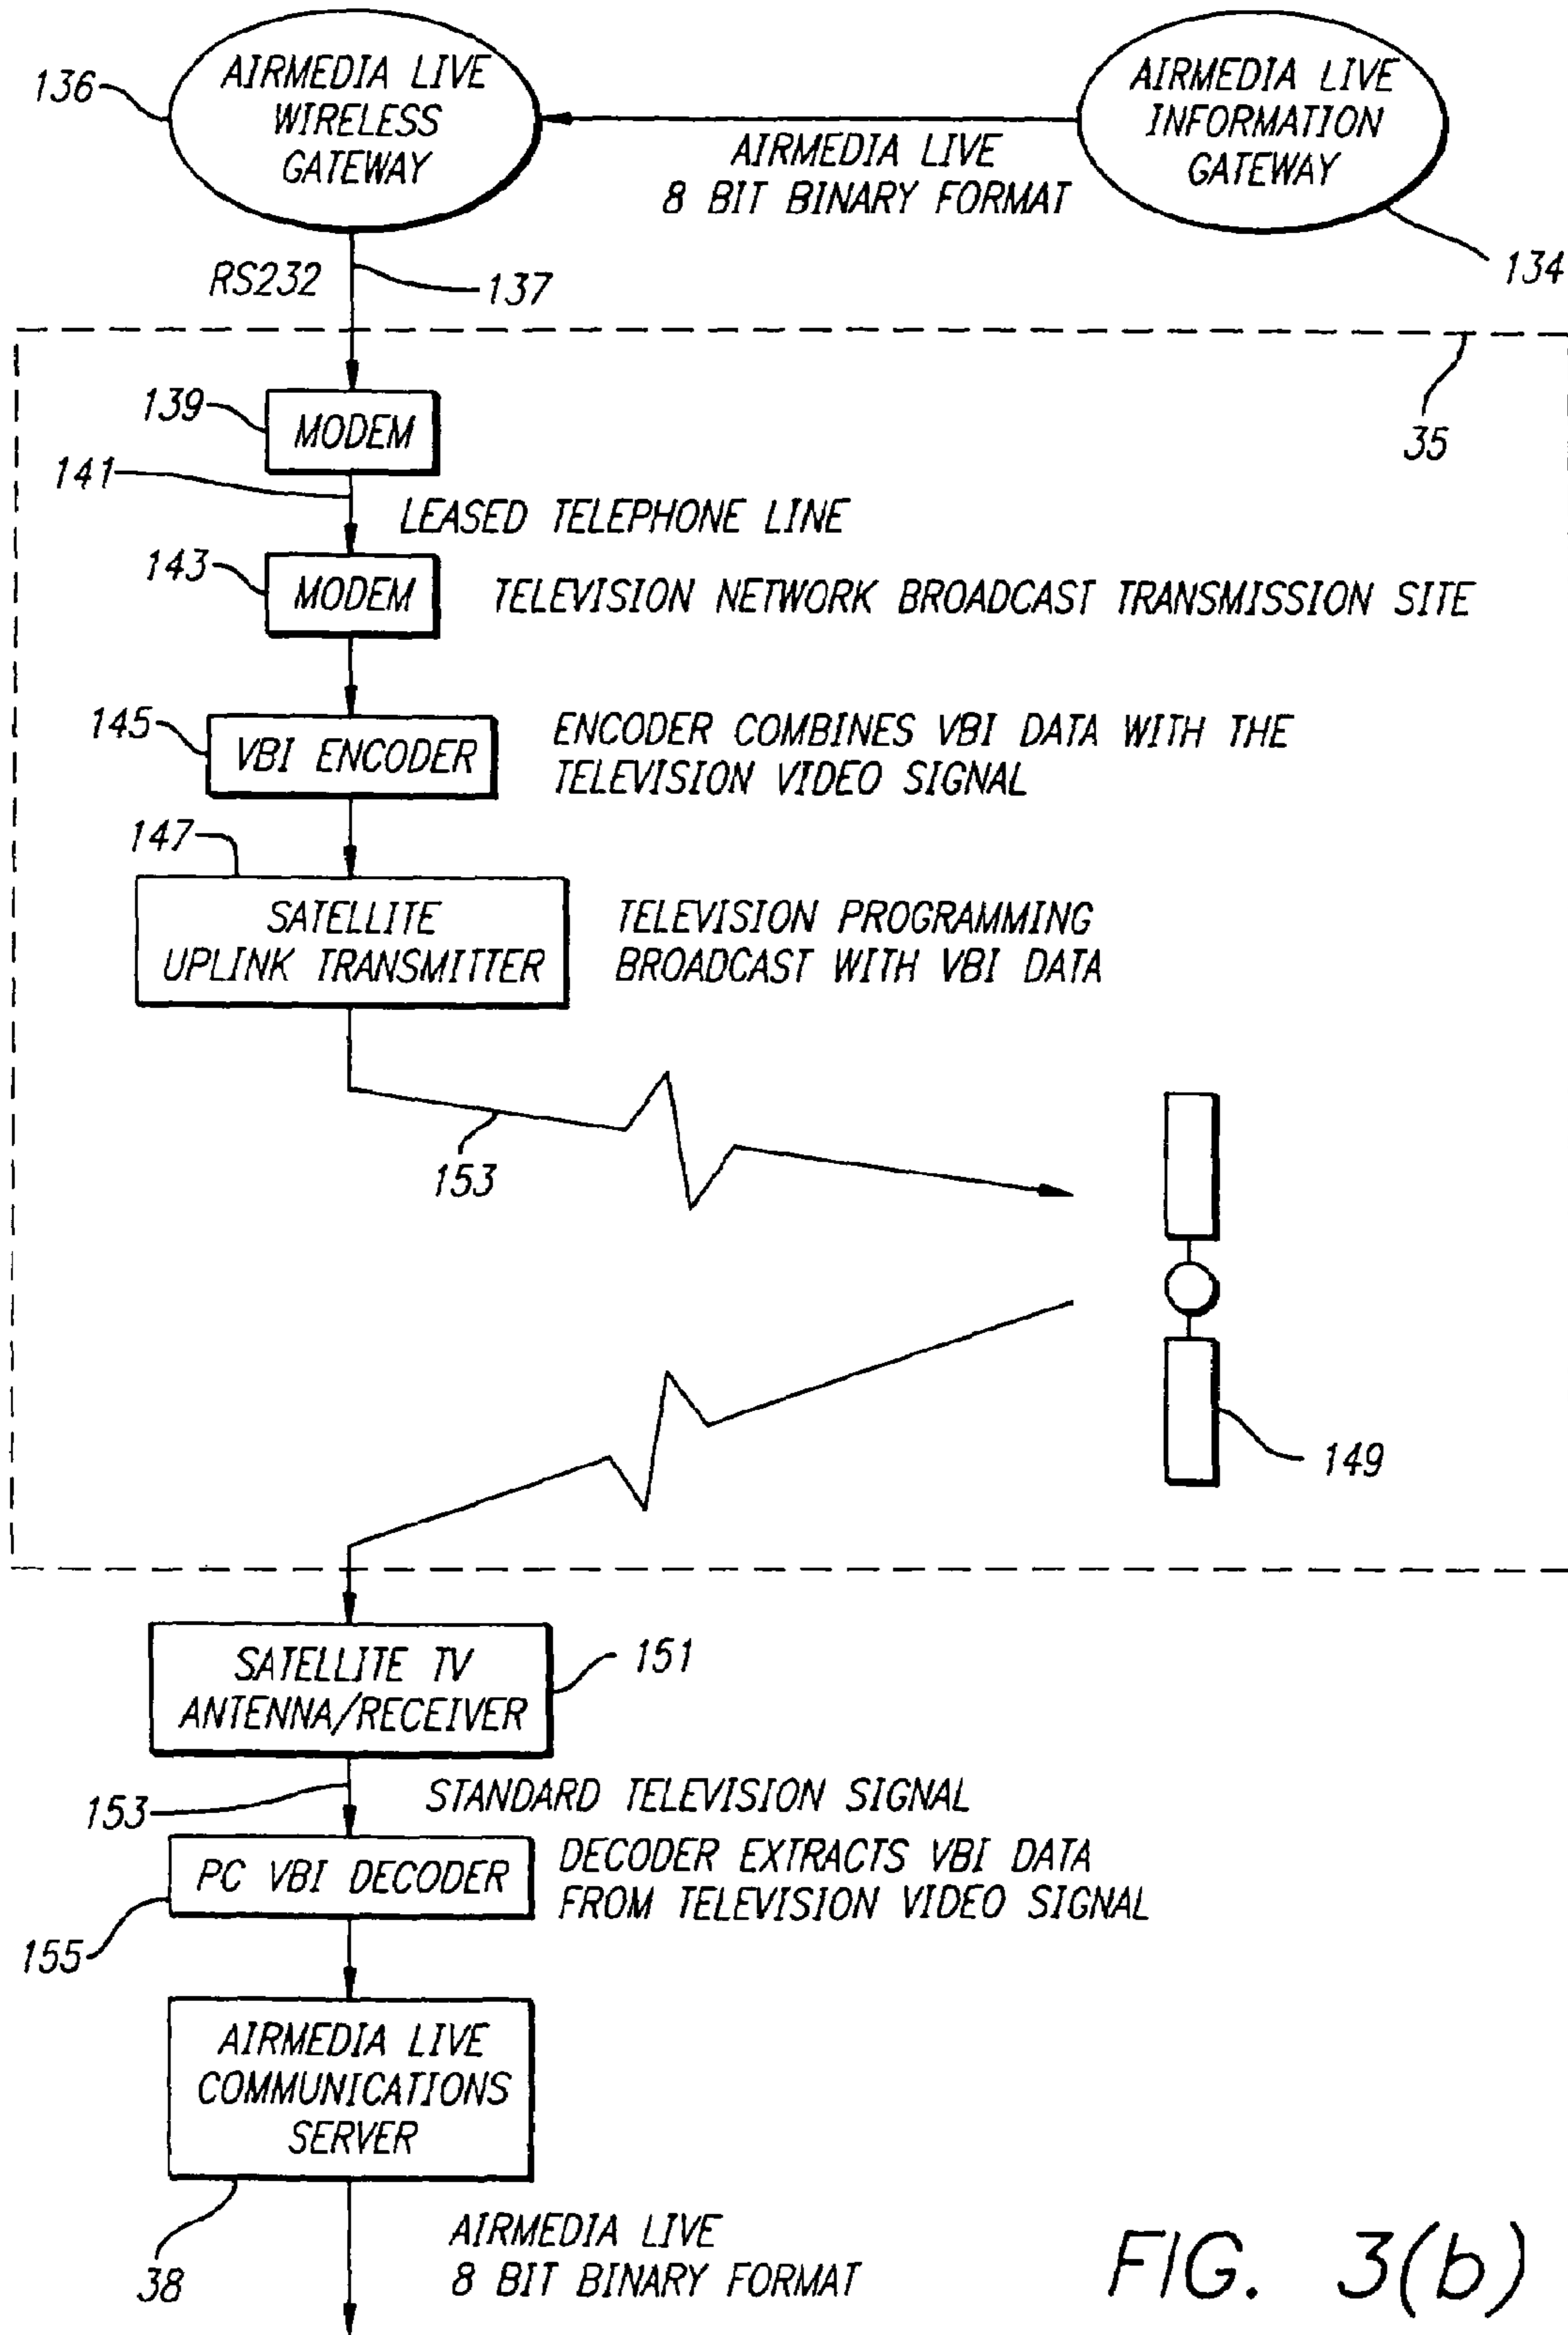 136
AIRMEDIA LIVE
WIRELESS
GATEWAY
AIRMEDIA LIVE
8 BIT BINARY FORMAT
AIRMEDIA LIVE
INFORMATION
GATEWAY
134
RS232
137
35
139
MODEM
141
LEASED TELEPHONE LINE
143
MODEM
TELEVISION NETWORK BROADCAST TRANSMISSION SITE
145
VBI ENCODER
ENCODER COMBINES VBI DATA WITH THE
TELEVISION VIDEO SIGNAL
147
SATELLITE
UPLINK TRANSMITTER
TELEVISION PROGRAMMING
BROADCAST WITH VBI DATA
153
149
SATELLITE TV
ANTENNA/RECEIVER
151
153
STANDARD TELEVISION SIGNAL
PC VBI DECODER
DECODER EXTRACTS VBI DATA
FROM TELEVISION VIDEO SIGNAL
155
AIRMEDIA LIVE
COMMUNICATIONS
SERVER
38
AIRMEDIA LIVE
8 BIT BINARY FORMAT
FIG. 3(b)